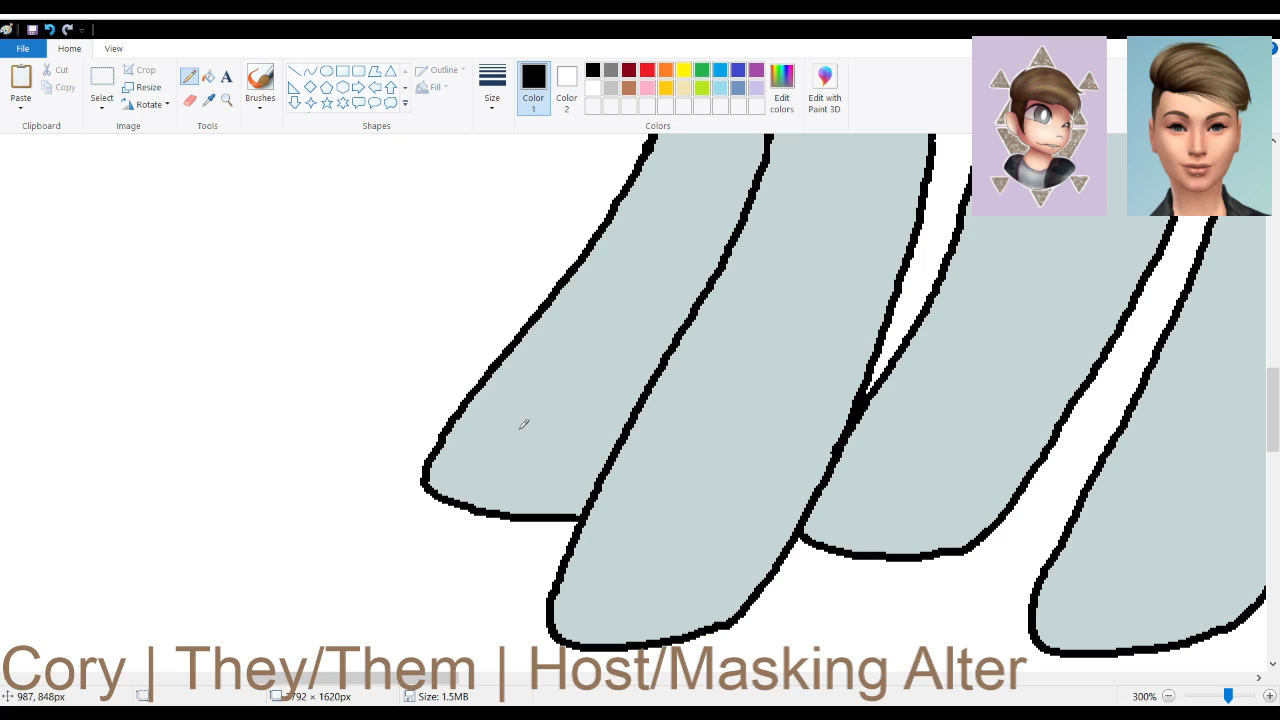 File Home View
Cut Copy Paste Clipboard
Crop Resize Rotate Select Image
Tools
Brushes
Outline Fill Shapes
Size
Color 1 Color 2
Edit colors
Edit with Paint 3D
Colors
Cory | They/Them | Host/Masking Alter
987, 848px
792 × 1620px
Size: 1.5MB
300%